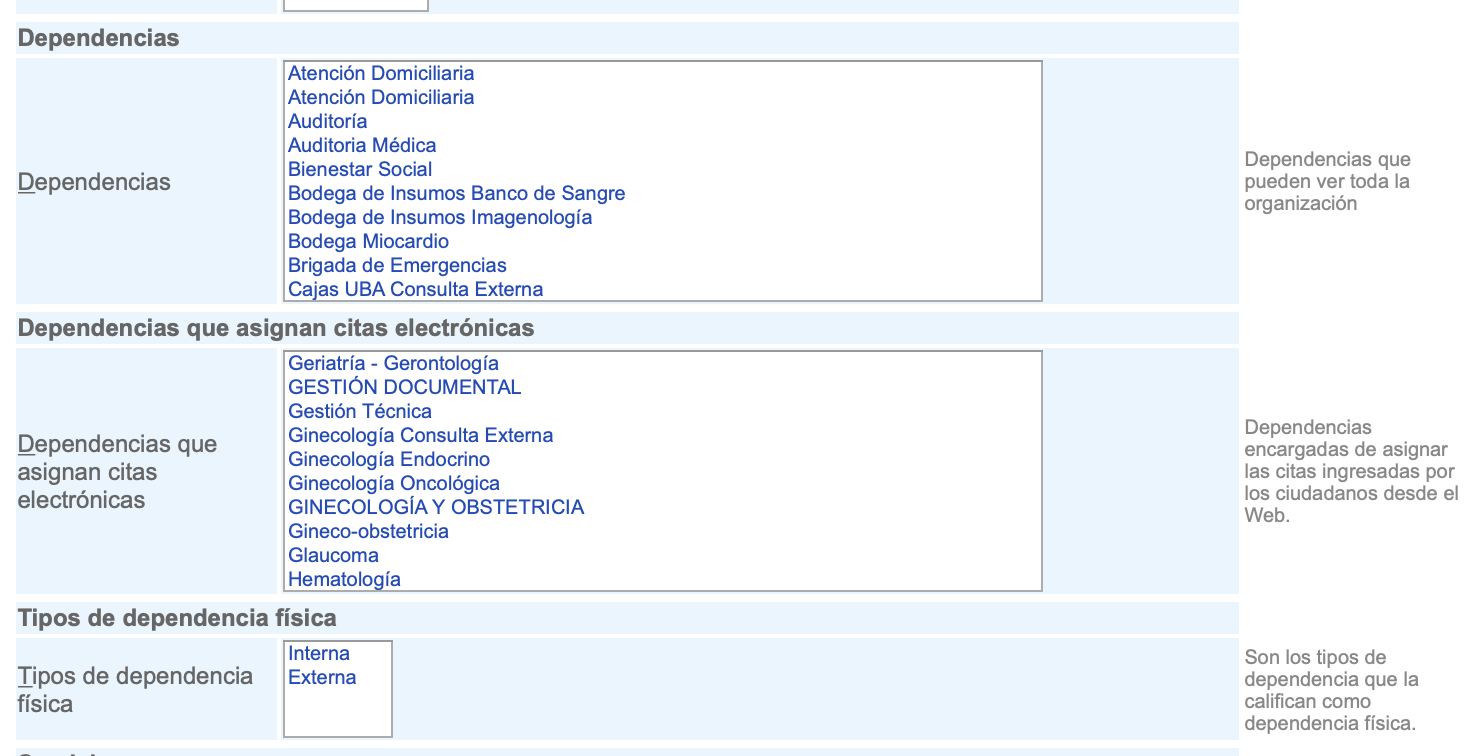 Dependencias
Dependencias
Atención Domiciliaria
Atención Domiciliaria
Auditoría
Auditoria Médica
Bienestar Social
Bodega de Insumos Banco de Sangre
Bodega de Insumos Imagenología
Bodega Miocardio
Brigada de Emergencias
Cajas UBA Consulta Externa
Dependencias que
pueden ver toda la
organización
Dependencias que asignan citas electrónicas
Dependencias que
asignan citas
electrónicas
Geriatría - Gerontología
GESTIÓN DOCUMENTAL
Gestión Técnica
Ginecología Consulta Externa
Ginecología Endocrino
Ginecología Oncológica
GINECOLOGÍA Y OBSTETRICIA
Gineco-obstetricia
Glaucoma
Hematología
Dependencias
encargadas de asignar
las citas ingresadas por
los ciudadanos desde el
Web.
Tipos de dependencia física
Tipos de dependencia
física
Interna
Externa
Son los tipos de
dependencia que la
califican como
dependencia física.